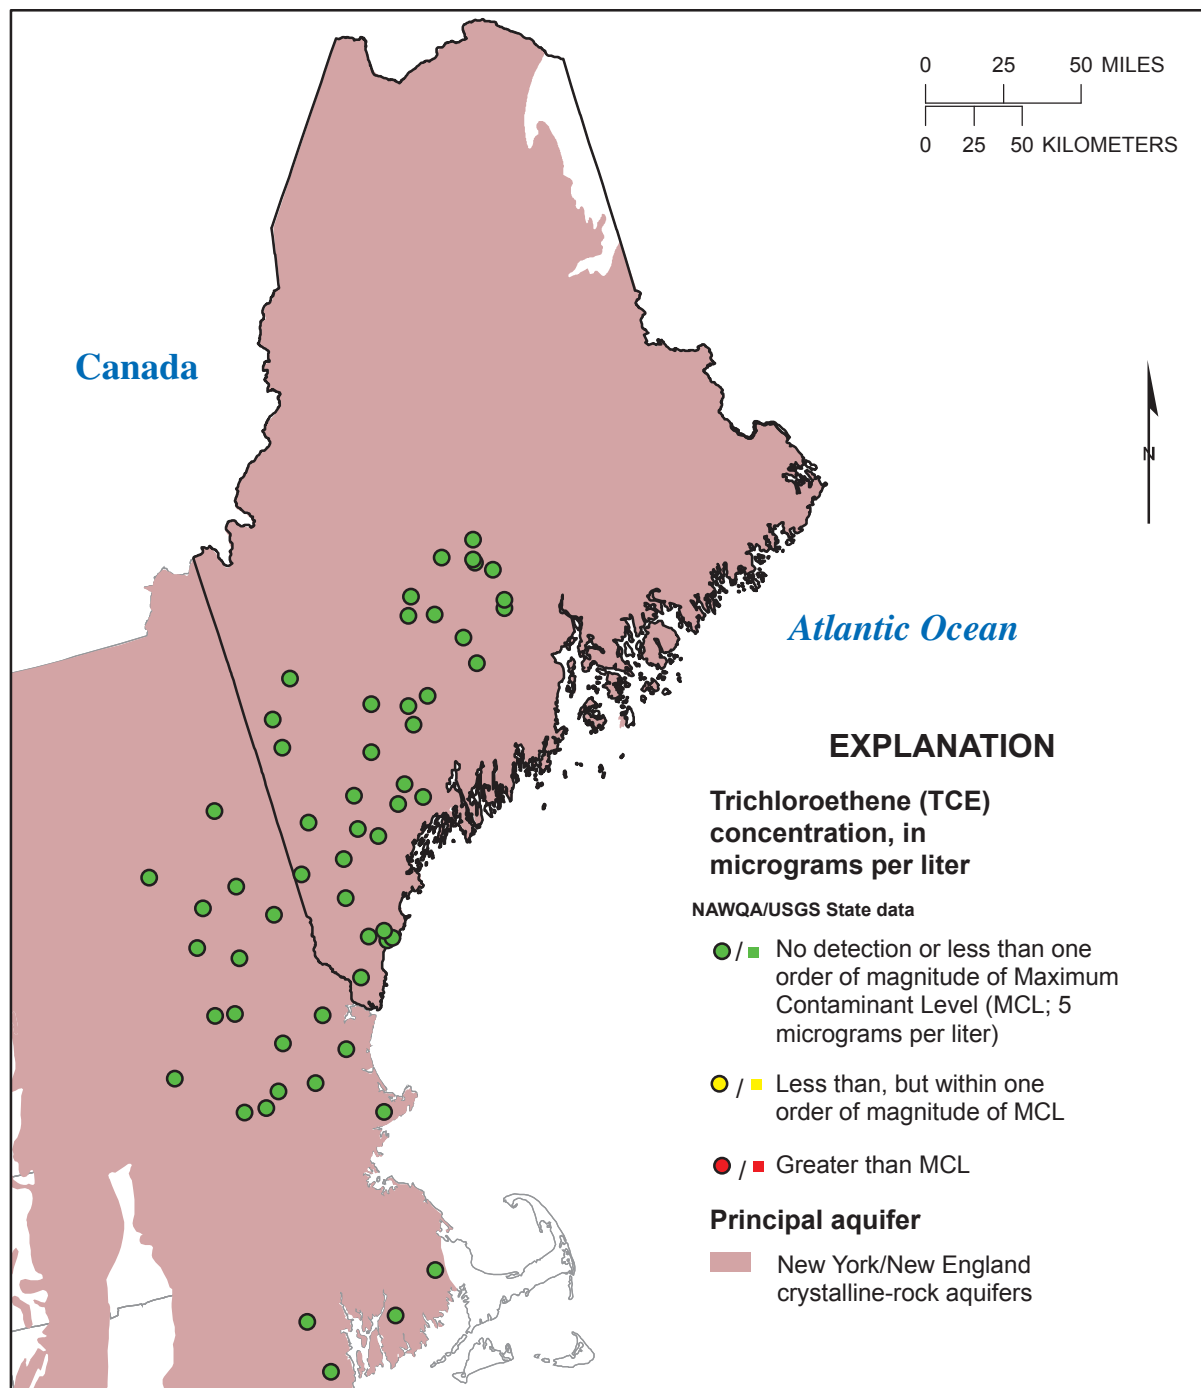 0 25 50 MILES
0 25 50 KILOMETERS
Canada
N
Atlantic Ocean
EXPLANATION
Trichloroethene (TCE)
concentration, in
micrograms per liter
NAWQA/USGS State data
/ No detection or less than one
order of magnitude of Maximum
Contaminant Level (MCL; 5
micrograms per liter)
/ Less than, but within one
order of magnitude of MCL
/ Greater than MCL
Principal aquifer
New York/New England
crystalline-rock aquifers